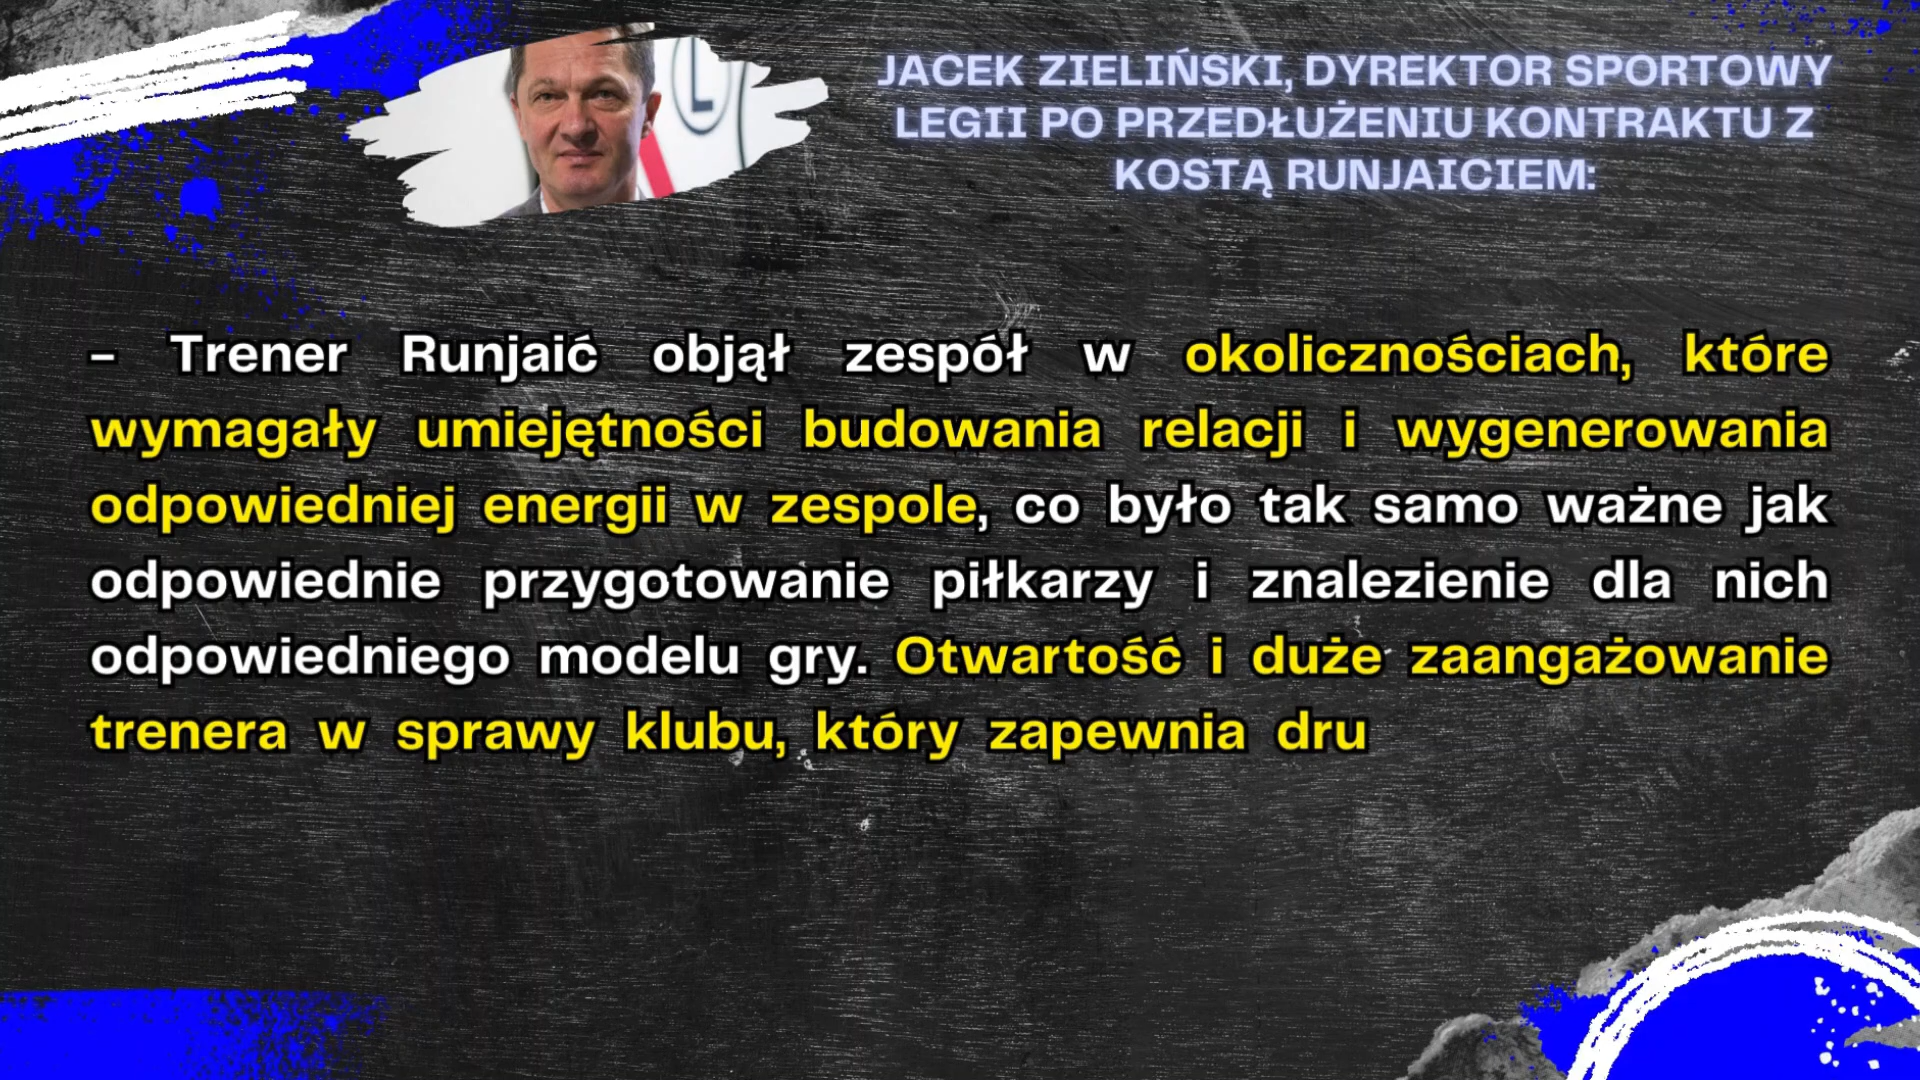 JACEK ZIELIŃSKI, DYREKTOR SPORTOWY
LEGII PO PRZEDŁUŻENIU KONTRAKTU Z
KOSTĄ RUNJAICIEM:
L
– Trener Runjaić objął zespół w okolicznościach, które
wymagały umiejętności budowania relacji i wygenerowania
odpowiedniej energii w zespole, co było tak samo ważne jak
odpowiednie przygotowanie piłkarzy i znalezienie dla nich
odpowiedniego modelu gry. Otwartość i duże zaangażowanie
trenera w sprawy klubu, który zapewnia dru